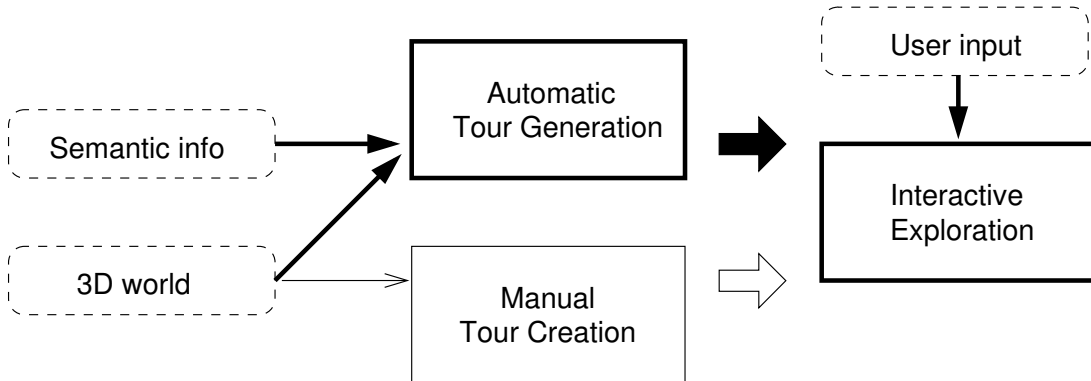 User input
Automatic
Tour Generation
Semantic info
Interactive
Exploration
3D world
Manual
Tour Creation